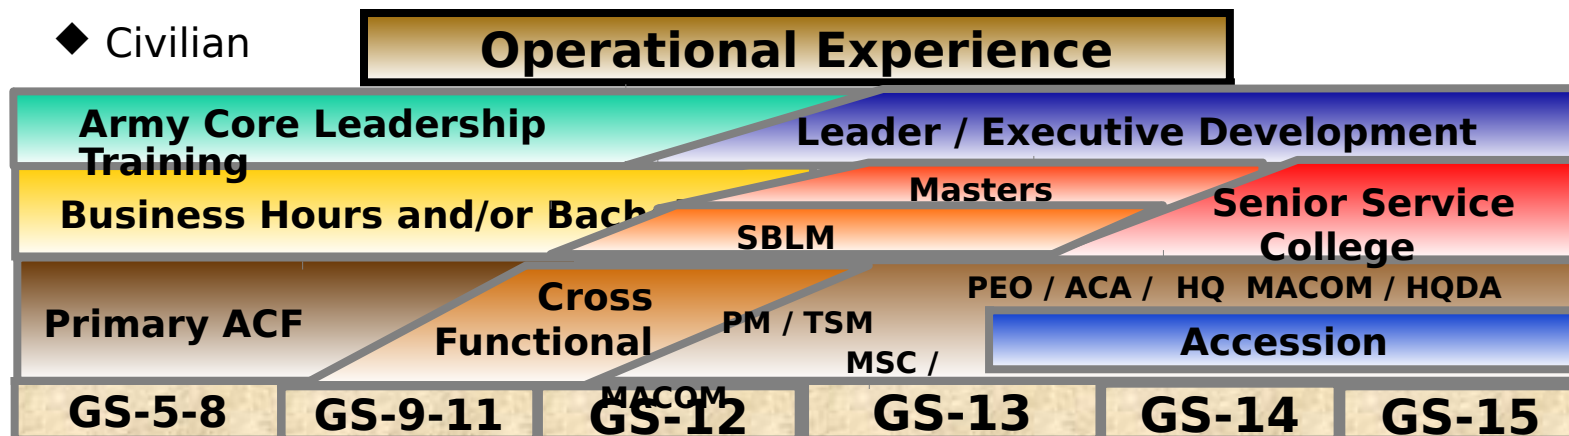 Civilian
Operational Experience
Army Core Leadership
Training
Leader / Executive Development
Business Hours and/or Bach
Masters
SBLM
Senior Service
College
Primary ACF
Cross
Functional
PM / TSM
MSC /
MACOM
PEO / ACA / HQ MACOM / HQDA
Accession
GS-5-8
GS-9-11
GS-12
GS-13
GS-14
GS-15